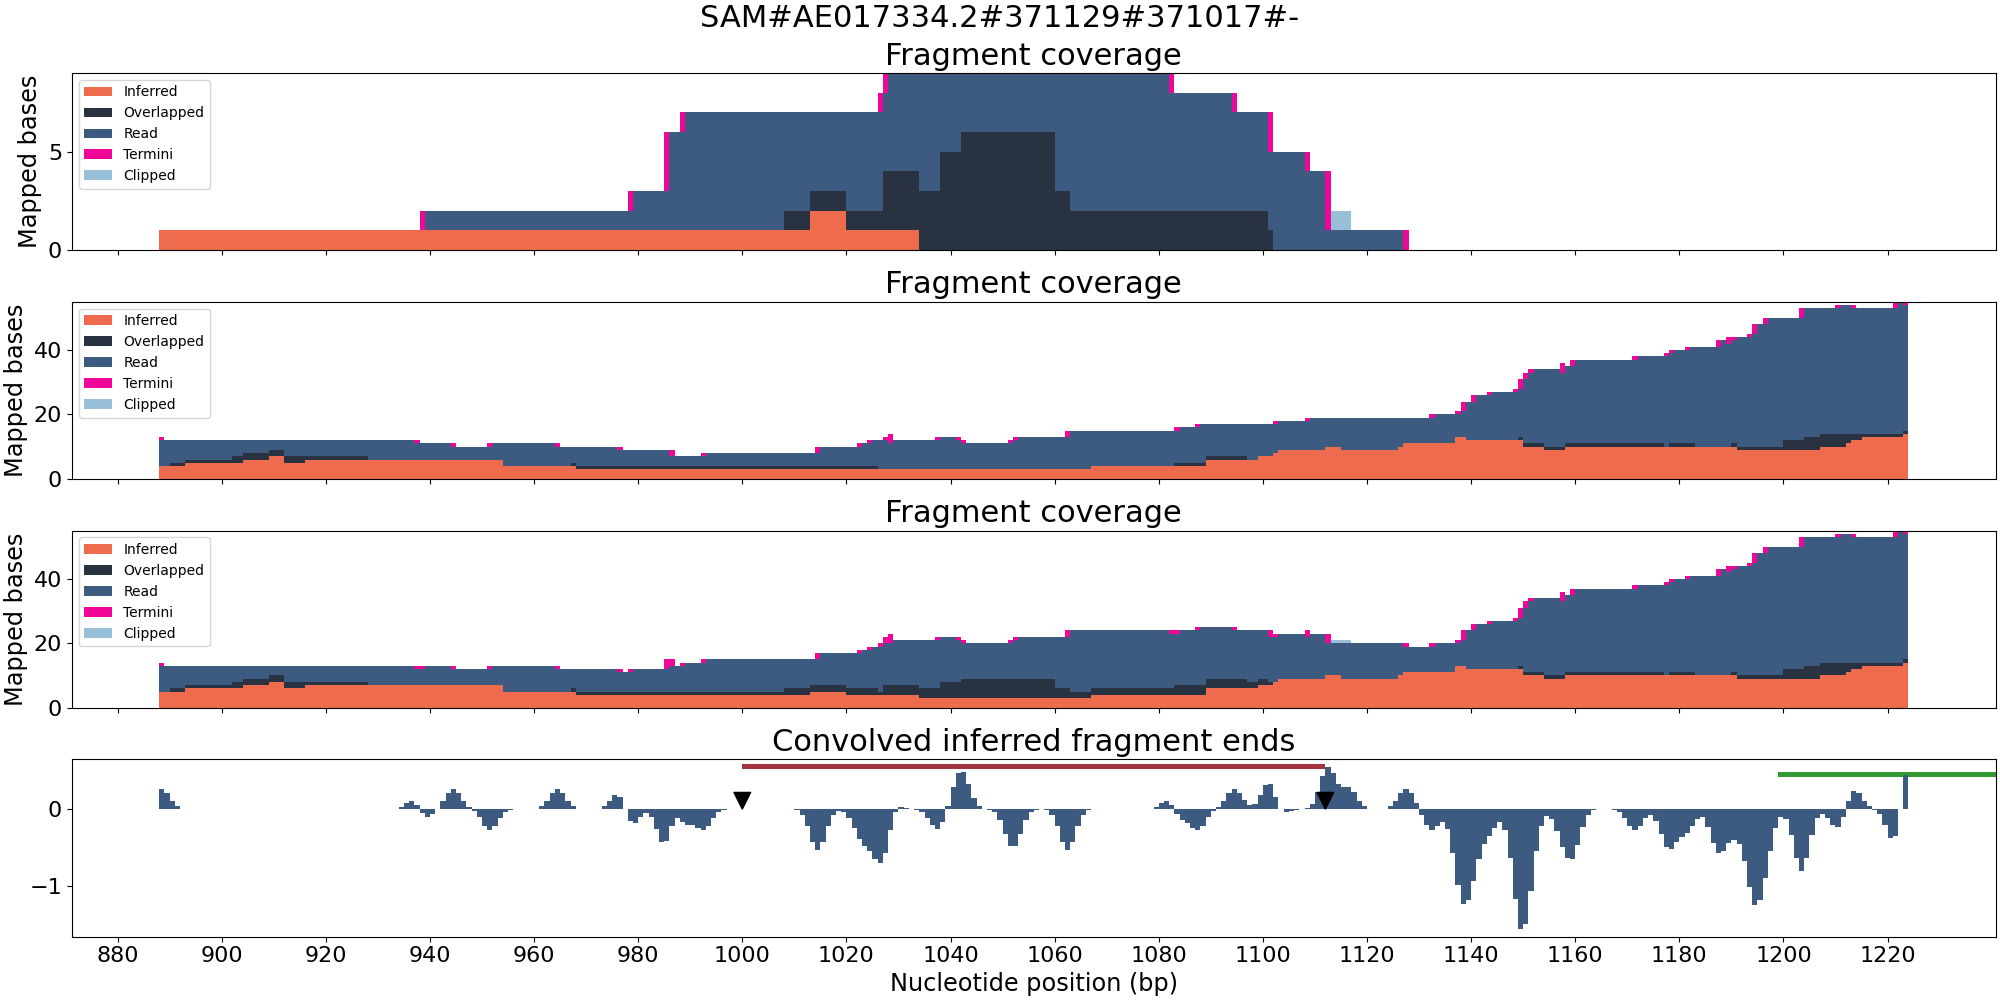 SAM#AE017334.2#371129#371017#-
Fragment coverage
Mapped bases
5
0
Inferred
Overlapped
Read
Termini
Clipped
Fragment coverage
Mapped bases
40
20
0
Inferred
Overlapped
Read
Termini
Clipped
Fragment coverage
Mapped bases
40
20
0
Inferred
Overlapped
Read
Termini
Clipped
Convolved inferred fragment ends
0
−1
880 900 920 940 960 980 1000 1020 1040 1060 1080 1100 1120 1140 1160 1180 1200 1220
Nucleotide position (bp)